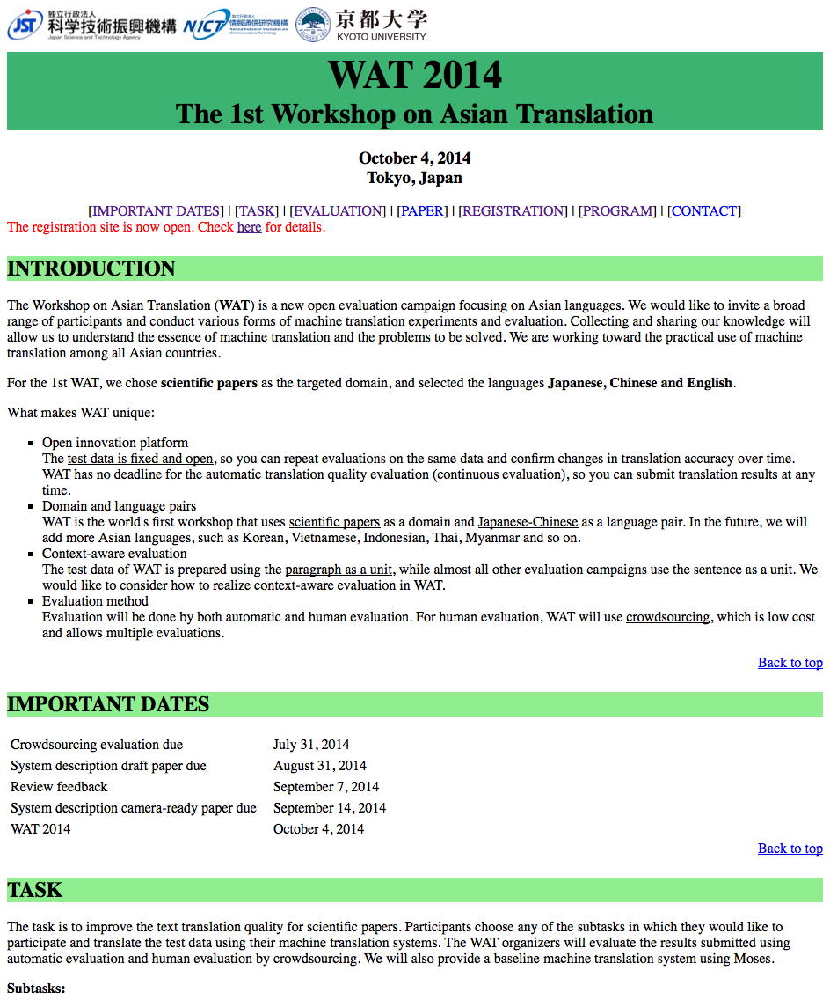 JST 独立行政法人
科学技術振興機構
Japan Science and Technology Agency
NICT 独立行政法人
情報通信研究機構
National Institute of Information and
Communications Technology
京都大学
KYOTO UNIVERSITY
WAT 2014
The 1st Workshop on Asian Translation
October 4, 2014
Tokyo, Japan
[IMPORTANT DATES] | [TASK] | [EVALUATION] | [PAPER] | [REGISTRATION] | [PROGRAM] | [CONTACT]
The registration site is now open. Check here for details.
INTRODUCTION
The Workshop on Asian Translation (WAT) is a new open evaluation campaign focusing on Asian languages. We would like to invite a broad
range of participants and conduct various forms of machine translation experiments and evaluation. Collecting and sharing our knowledge will
allow us to understand the essence of machine translation and the problems to be solved. We are working toward the practical use of machine
translation among all Asian countries.
For the 1st WAT, we chose scientific papers as the targeted domain, and selected the languages Japanese, Chinese and English.
What makes WAT unique:
Open innovation platform
The test data is fixed and open, so you can repeat evaluations on the same data and confirm changes in translation accuracy over time.
WAT has no deadline for the automatic translation quality evaluation (continuous evaluation), so you can submit translation results at any
time.
Domain and language pairs
WAT is the world's first workshop that uses scientific papers as a domain and Japanese-Chinese as a language pair. In the future, we will
add more Asian languages, such as Korean, Vietnamese, Indonesian, Thai, Myanmar and so on.
Context-aware evaluation
The test data of WAT is prepared using the paragraph as a unit, while almost all other evaluation campaigns use the sentence as a unit. We
would like to consider how to realize context-aware evaluation in WAT.
Evaluation method
Evaluation will be done by both automatic and human evaluation. For human evaluation, WAT will use crowdsourcing, which is low cost
and allows multiple evaluations.
Back to top
IMPORTANT DATES
Crowdsourcing evaluation due July 31, 2014
System description draft paper due August 31, 2014
Review feedback September 7, 2014
System description camera-ready paper due September 14, 2014
WAT 2014 October 4, 2014
Back to top
TASK
The task is to improve the text translation quality for scientific papers. Participants choose any of the subtasks in which they would like to
participate and translate the test data using their machine translation systems. The WAT organizers will evaluate the results submitted using
automatic evaluation and human evaluation by crowdsourcing. We will also provide a baseline machine translation system using Moses.
Subtasks: